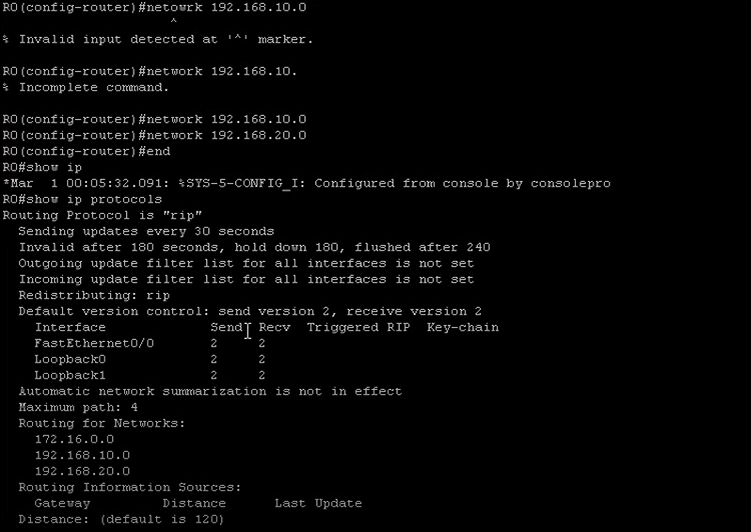 R0(config-router)#netowrk 192.168.10.0
^
% Invalid input detected at '^' marker.
R0(config-router)#network 192.168.10.
% Incomplete command.
R0(config-router)#network 192.168.10.0
R0(config-router)#network 192.168.20.0
R0(config-router)#end
R0#show ip
*Mar  1 00:05:32.091: %SYS-5-CONFIG_I: Configured from console by consolepro
R0#show ip protocols
Routing Protocol is "rip"
Sending updates every 30 seconds
Invalid after 180 seconds, hold down 180, flushed after 240
Outgoing update filter list for all interfaces is not set
Incoming update filter list for all interfaces is not set
Redistributing: rip
Default version control: send version 2, receive version 2
Interface Send Recv Triggered RIP Key-chain
FastEthernet0/0 2 2
Loopback0 2 2
Loopback1 2 2
Automatic network summarization is not in effect
Maximum path: 4
Routing for Networks:
172.16.0.0
192.168.10.0
192.168.20.0
Routing Information Sources:
Gateway Distance Last Update
Distance: (default is 120)